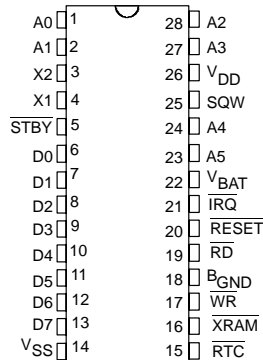 A0 1 28 A2
A1 2 27 A3
X2 3 26 VDD
X1 4 25 SQW
STBY 5 24 A4
D0 6 23 A5
D1 7 22 VBAT
D2 8 21 IRQ
D3 9 20 RESET
D4 10 19 RD
D5 11 18 BGND
D6 12 17 WR
D7 13 16 XRAM
VSS 14 15 RTC